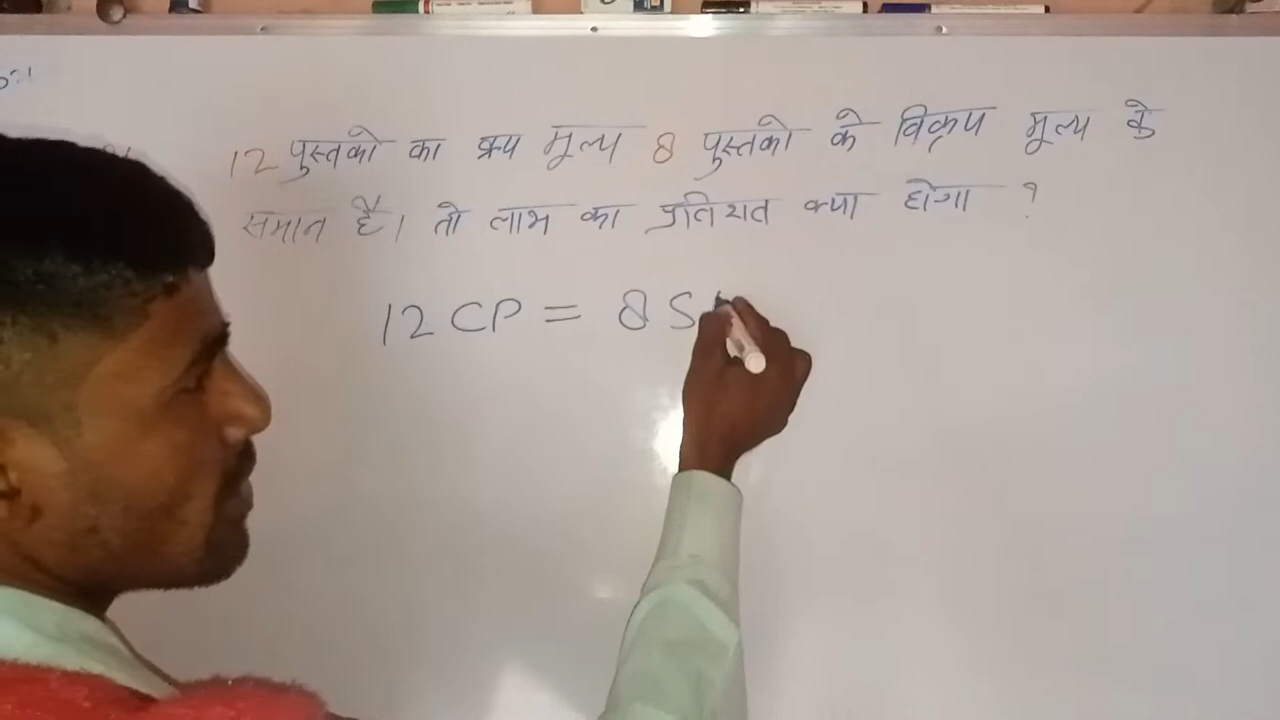 12 पुस्तको का क्रय मूल्य 8 पुस्तको के विक्रय मूल्य के
समान है। तो लाभ का प्रतिशत क्या होगा ?
12 CP = 8 S